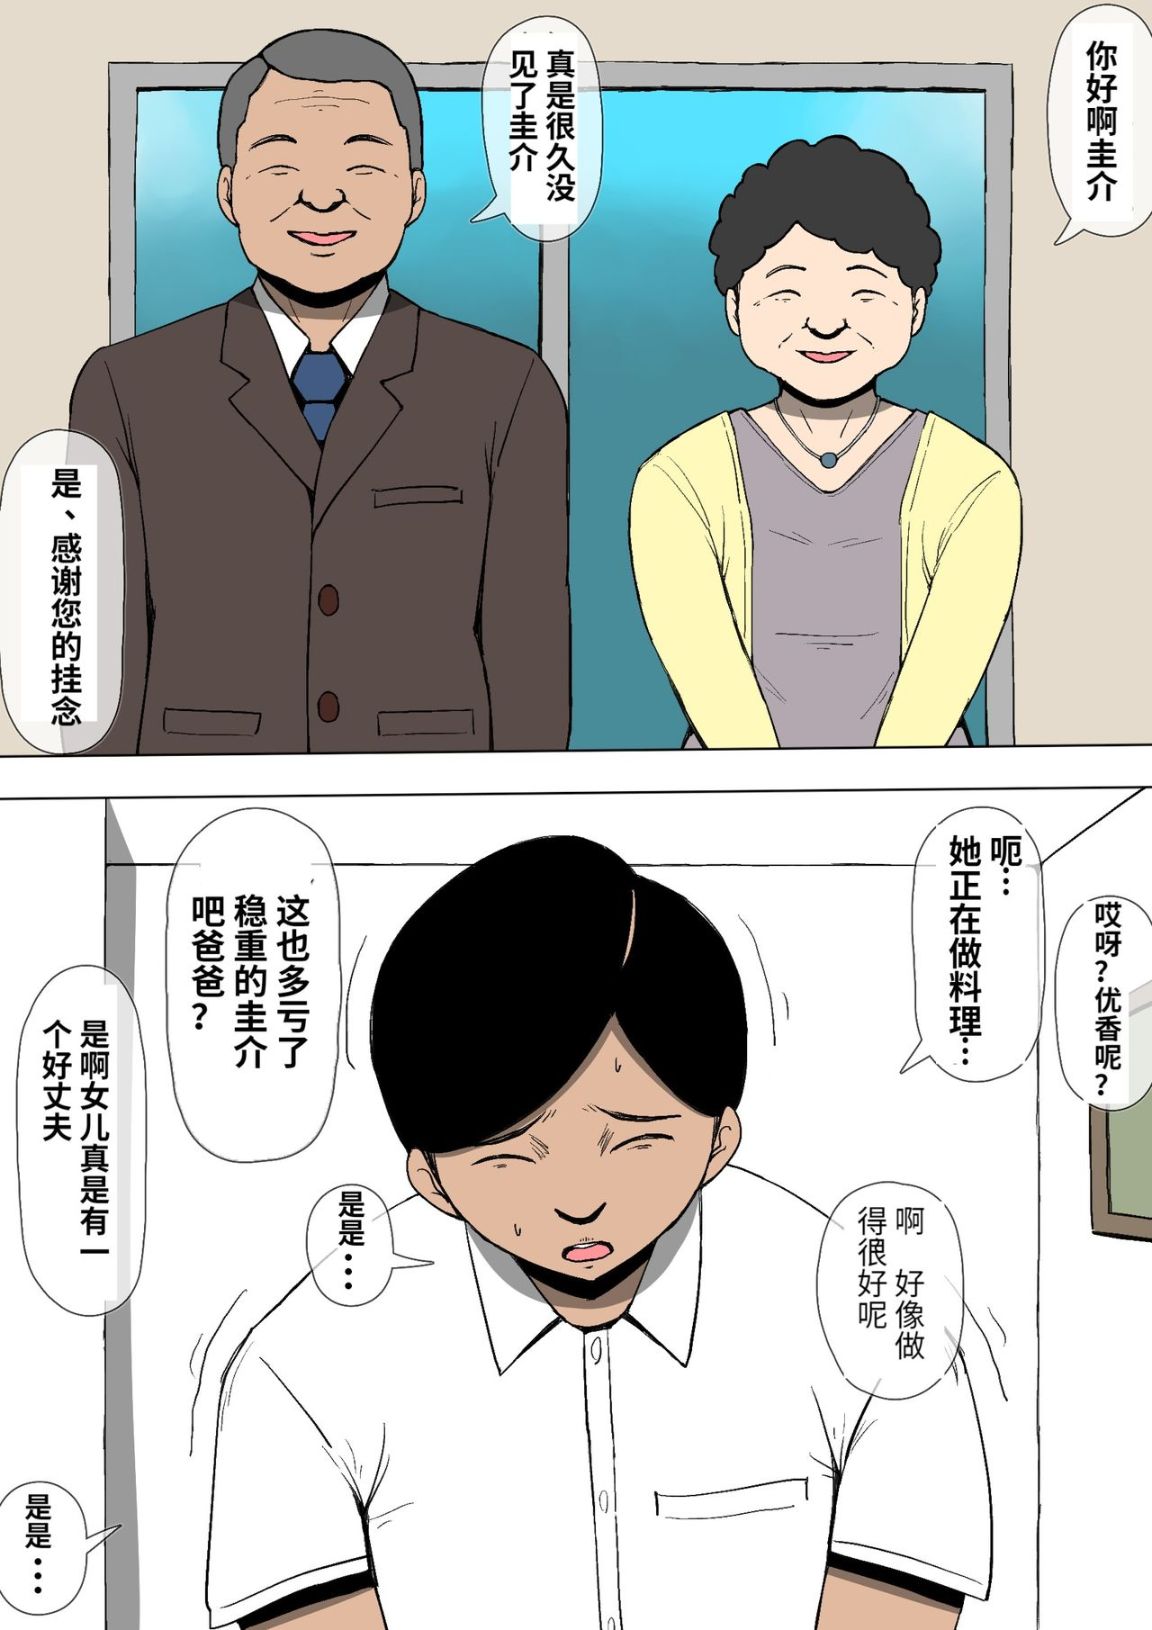 你好啊圭介
真是很久没
见了圭介
是、感谢您的挂念
哎呀？优香呢？
呃…
她正在做料理…
啊 好像做
得很好呢
这也多亏了
稳重的圭介
吧爸爸？
是是…
是啊女儿真是有一
个好丈夫
是是…